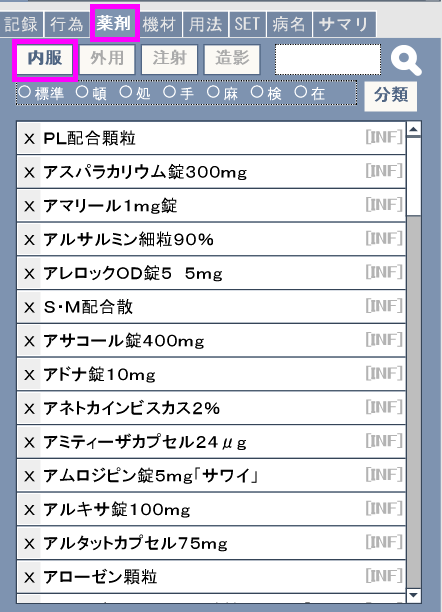 記録 行為 薬剤 機材 用法 SET 病名 サマリ
内服 外用 注射 造影
標準 頓 処 手 麻 検 在 分類
X PL配合顆粒 [INF]
X アスパラカリウム錠300mg [INF]
X アマリール1mg錠 [INF]
X アルサルミン細粒90% [INF]
X アレロックOD錠5 5mg [INF]
X S・M配合散 [INF]
X アサコール錠400mg [INF]
X アドナ錠10mg [INF]
X アネトカインビスカス2% [INF]
X アミティーザカプセル24μg [INF]
X アムロジピン錠5mg「サワイ」 [INF]
X アルキサ錠100mg [INF]
X アルタットカプセル75mg [INF]
X アローゼン顆粒 [INF]